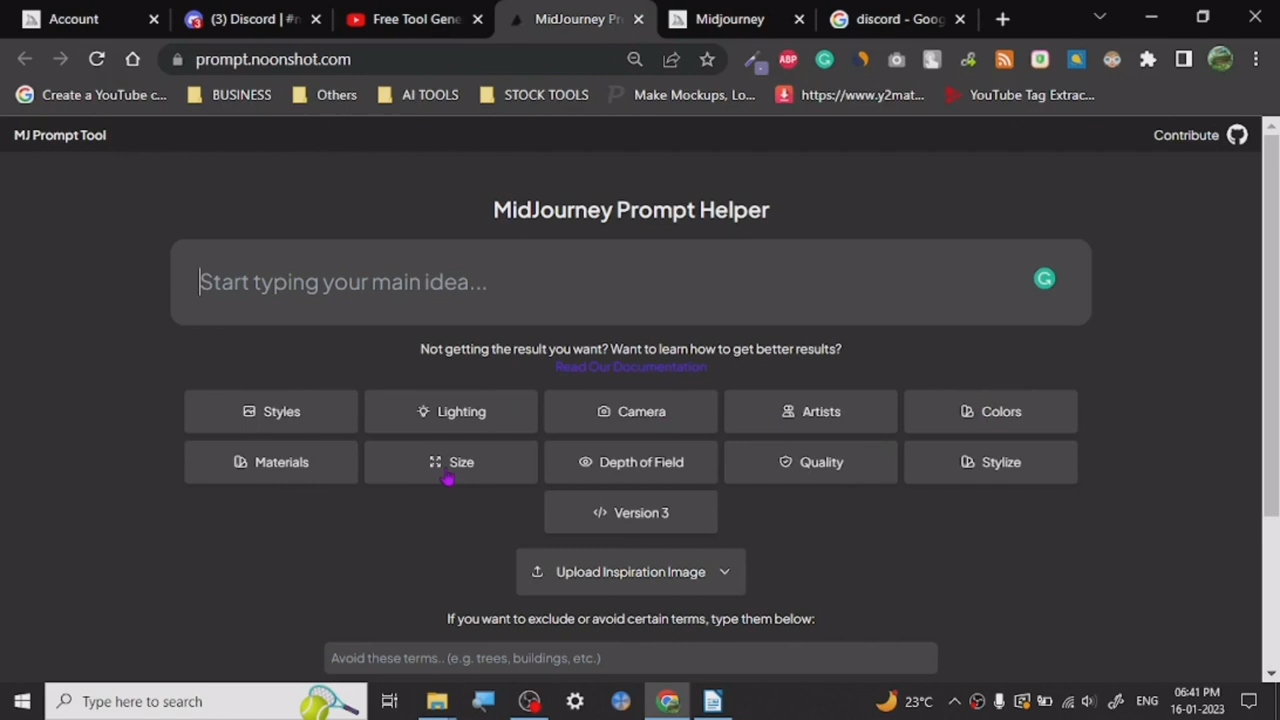 Account
(3) Discord | #n
Free Tool Gene
MidJourney Pr
Midjourney
discord - Goog
prompt.noonshot.com
ABP
Create a YouTube c...
BUSINESS
Others
AI TOOLS
STOCK TOOLS
Make Mockups, Lo...
https://www.y2mat...
YouTube Tag Extrac...
MJ Prompt Tool
Contribute
MidJourney Prompt Helper
Start typing your main idea...
Not getting the result you want? Want to learn how to get better results?
Read Our Documentation
Styles
Lighting
Camera
Artists
Colors
Materials
Size
Depth of Field
Quality
Stylize
Version 3
Upload Inspiration Image
If you want to exclude or avoid certain terms, type them below:
Avoid these terms.. (e.g. trees, buildings, etc.)
Type here to search
23°C
ENG
06:41 PM
16-01-2023